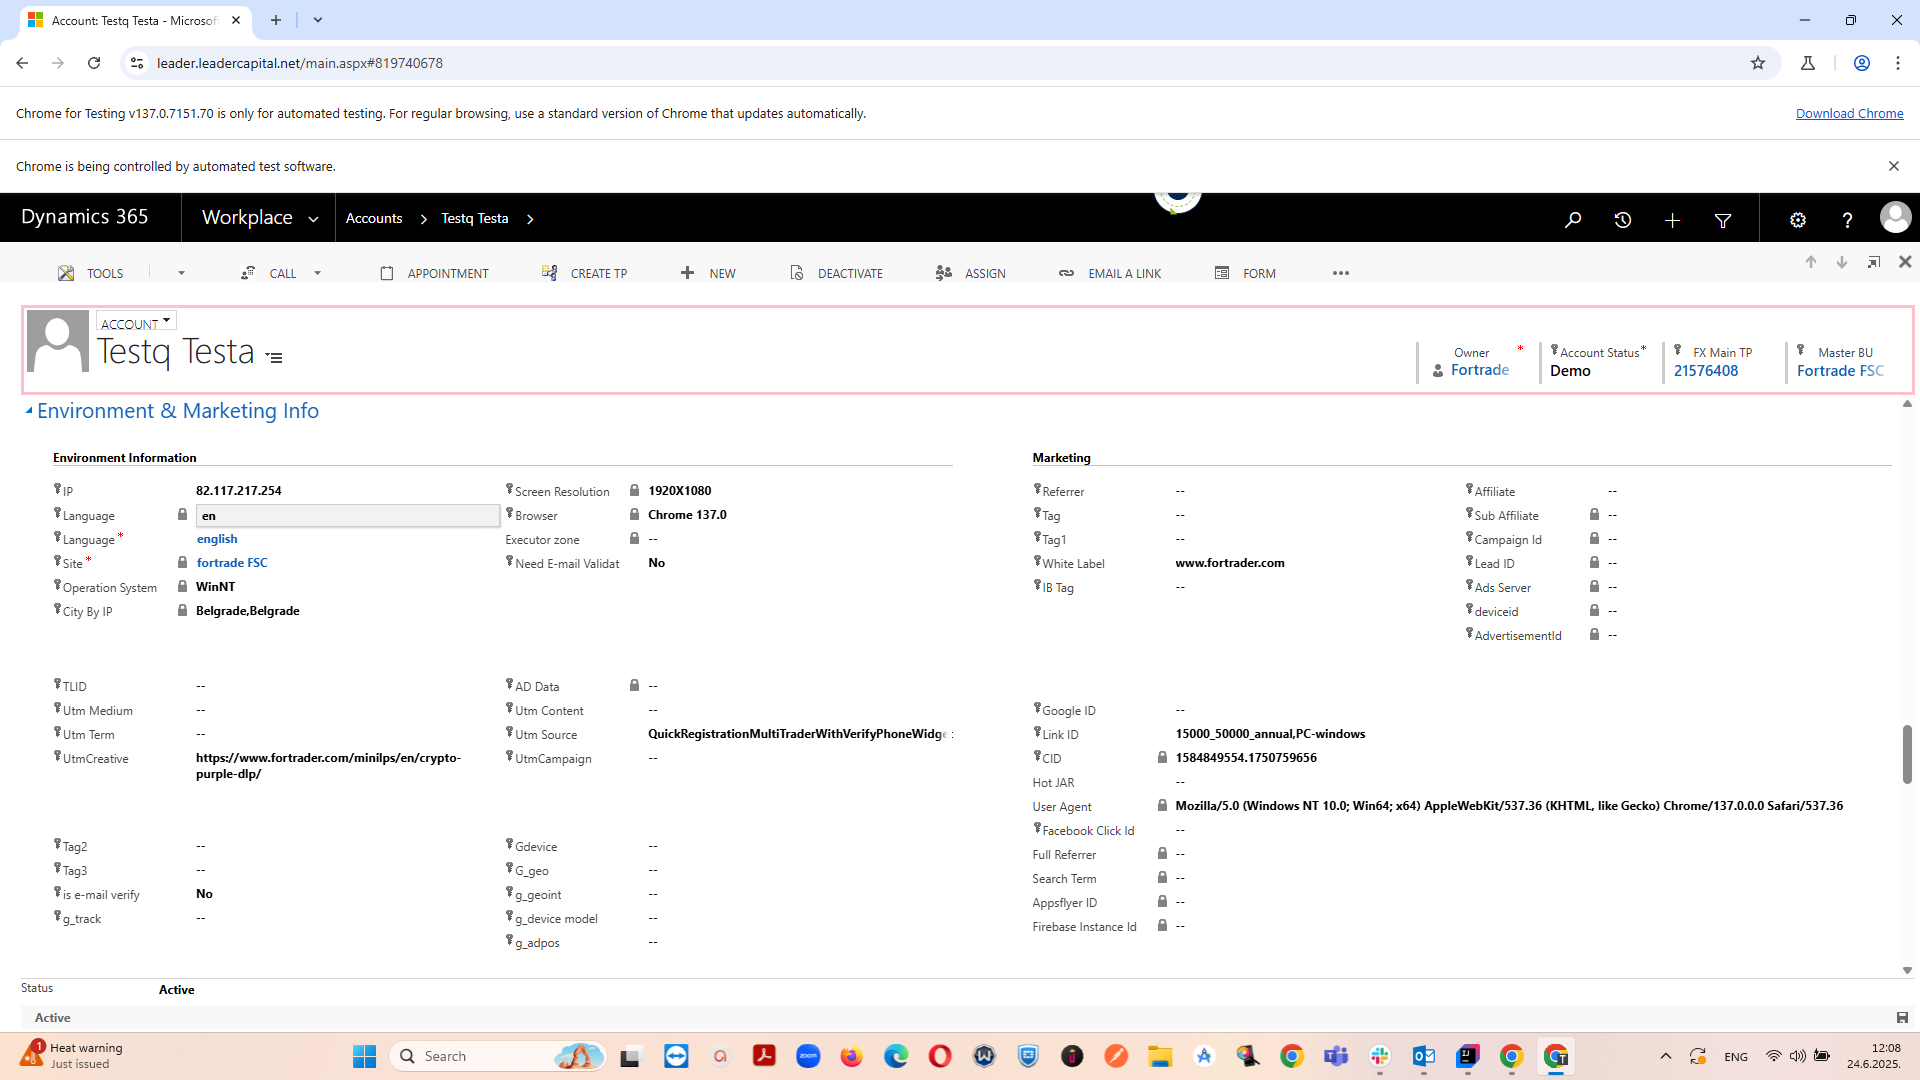 Account: Testq Testa - Microsof
leader.leadercapital.net/main.aspx#819740678
Chrome for Testing v137.0.7151.70 is only for automated testing. For regular browsing, use a standard version of Chrome that updates automatically.
Download Chrome
Chrome is being controlled by automated test software.
Dynamics 365
Workplace
Accounts
Testq Testa
TOOLS
CALL
APPOINTMENT
CREATE TP
NEW
DEACTIVATE
ASSIGN
EMAIL A LINK
FORM
ACCOUNT
Testq Testa
Owner *
Fortrade
Account Status *
Demo
FX Main TP
21576408
Master BU
Fortrade FSC
Environment & Marketing Info
Environment Information
IP 82.117.217.254
Language en
Language * english
Site * fortrade FSC
Operation System WinNT
City By IP Belgrade,Belgrade
Screen Resolution 1920X1080
Browser Chrome 137.0
Executor zone --
Need E-mail Validat No
Marketing
Referrer --
Tag --
Tag1 --
White Label www.fortrader.com
IB Tag --
Affiliate --
Sub Affiliate --
Campaign Id --
Lead ID --
Ads Server --
deviceid --
AdvertisementId --
TLID --
Utm Medium --
Utm Term --
UtmCreative https://www.fortrader.com/minilps/en/crypto-
purple-dlp/
AD Data --
Utm Content --
Utm Source QuickRegistrationMultiTraderWithVerifyPhoneWidge
UtmCampaign --
Google ID --
Link ID 15000_50000_annual,PC-windows
CID 1584849554.1750759656
Hot JAR --
User Agent Mozilla/5.0 (Windows NT 10.0; Win64; x64) AppleWebKit/537.36 (KHTML, like Gecko) Chrome/137.0.0.0 Safari/537.36
Facebook Click Id --
Full Referrer --
Search Term --
Appsflyer ID --
Firebase Instance Id --
Tag2 --
Tag3 --
is e-mail verify No
g_track --
Gdevice --
G_geo --
g_geoint --
g_device model --
g_adpos --
Status Active
Active
1
Heat warning
Just issued
Search
zoom
ENG
12:08
24.6.2025.